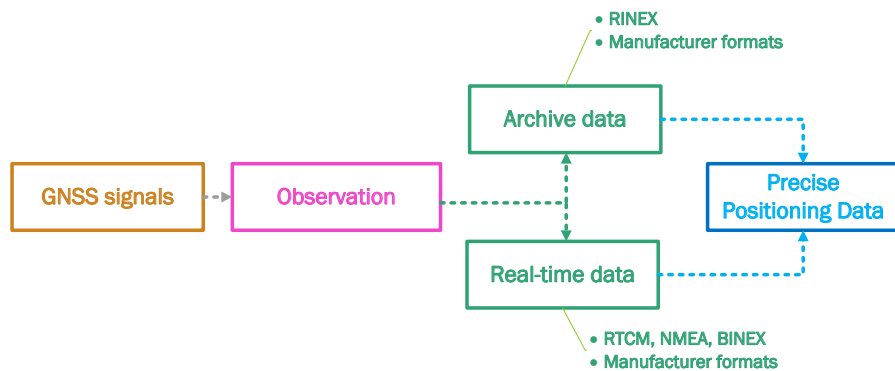 • RINEX
• Manufacturer formats
Archive data
GNSS signals
Observation
Precise
Positioning Data
Real-time data
• RTCM, NMEA, BINEX
• Manufacturer formats